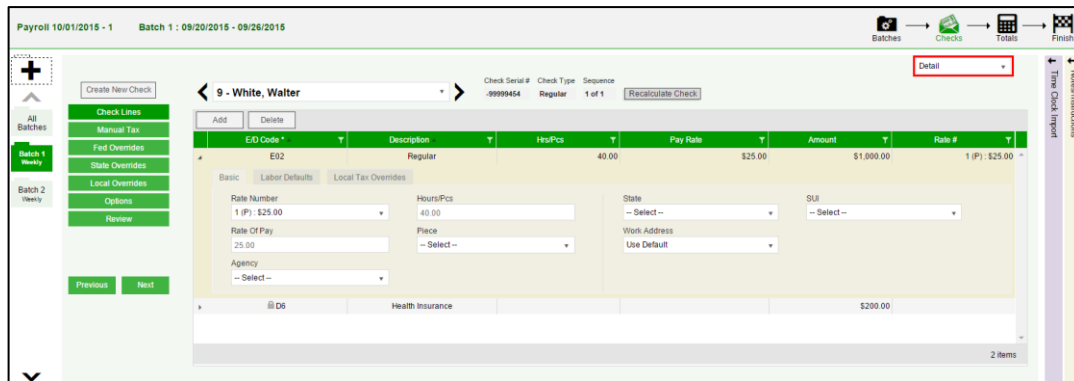 Payroll 10/01/2015 - 1 Batch 1 : 09/20/2015 - 09/26/2015
Batches Checks Totals Finish
Detail
Create New Check
9 - White, Walter
Check Serial # Check Type Sequence
-99999454 Regular 1 of 1 Recalculate Check
All
Batches
Batch 1
Weekly
Batch 2
Weekly
Check Lines
Manual Tax
Fed Overrides
State Overrides
Local Overrides
Options
Review
Previous Next
Add Delete
E/D Code * Description Hrs/Pcs Pay Rate Amount Rate #
E02 Regular 40.00 $25.00 $1,000.00 1 (P) : $25.00
Basic Labor Defaults Local Tax Overrides
Rate Number Hours/Pcs State SUI
1 (P) : $25.00 40.00 -- Select -- -- Select --
Rate Of Pay Piece Work Address
25.00 -- Select -- Use Default
Agency
-- Select --
D6 Health Insurance $200.00
2 items
Time Clock Import